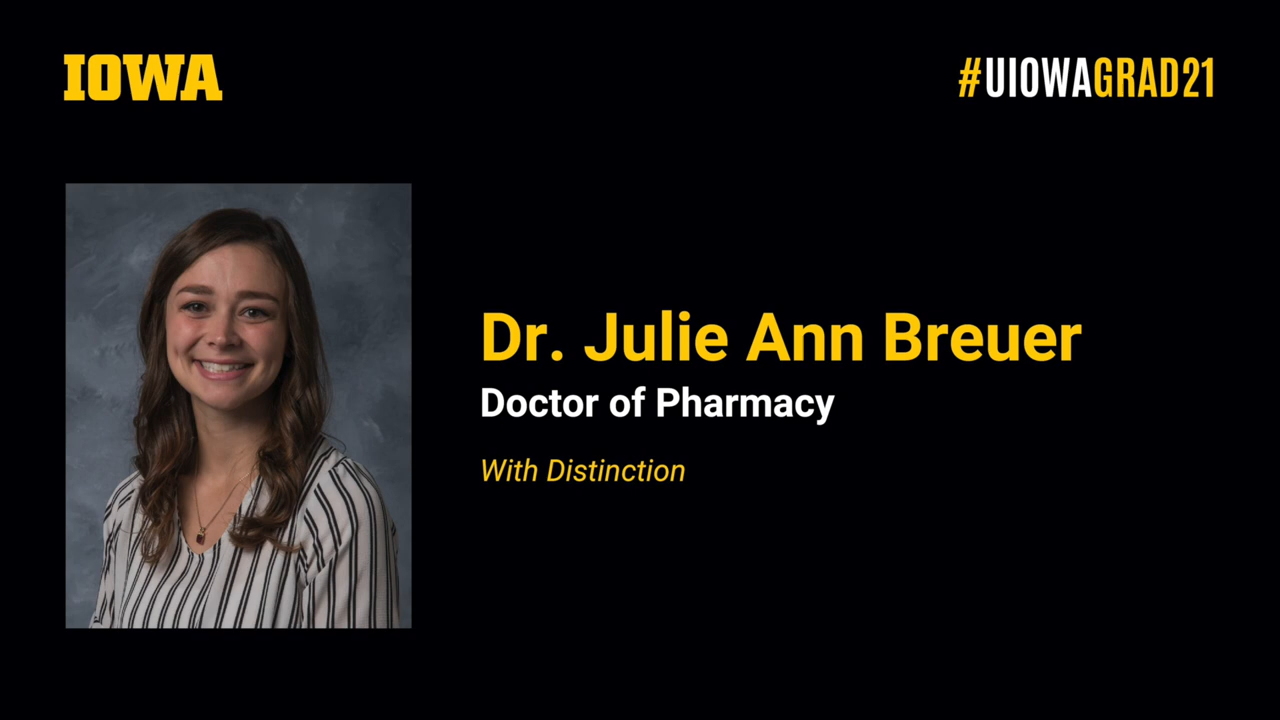 IOWA
#UIOWAGRAD21
Dr. Julie Ann Breuer
Doctor of Pharmacy
With Distinction